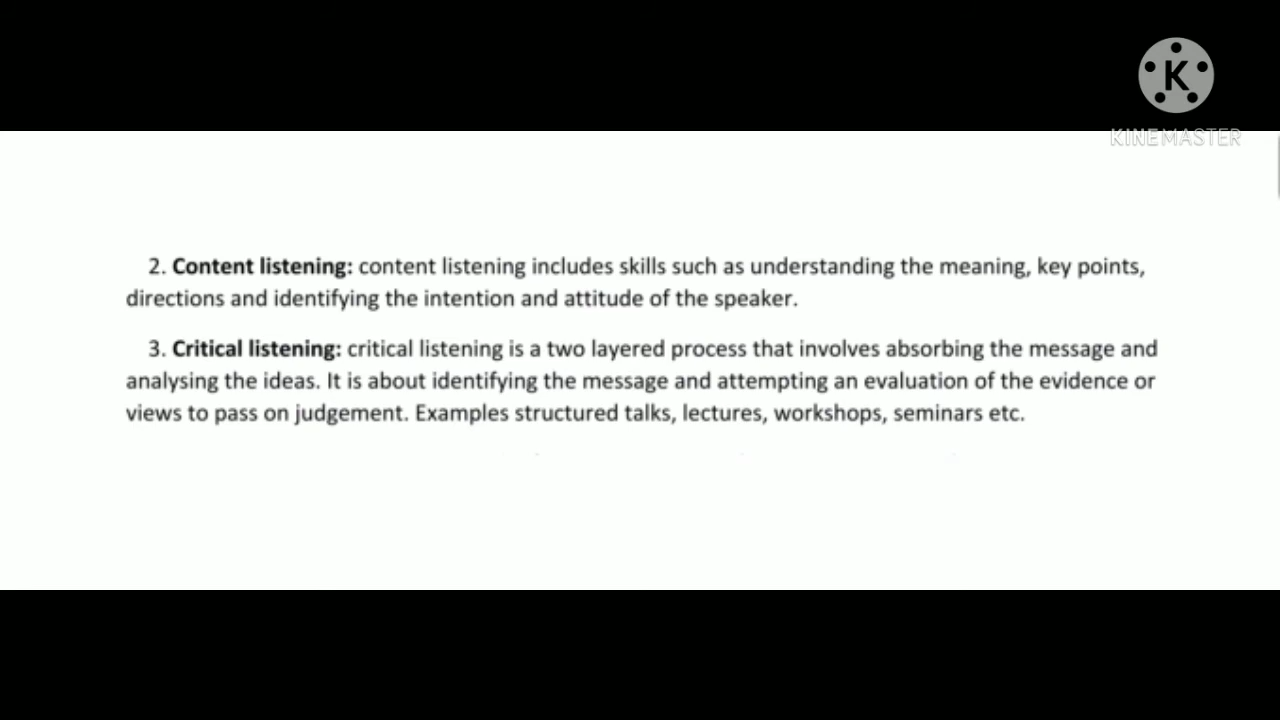 K
KINEMASTER
2. Content listening: content listening includes skills such as understanding the meaning, key points,
directions and identifying the intention and attitude of the speaker.
3. Critical listening: critical listening is a two layered process that involves absorbing the message and
analysing the ideas. It is about identifying the message and attempting an evaluation of the evidence or
views to pass on judgement. Examples structured talks, lectures, workshops, seminars etc.